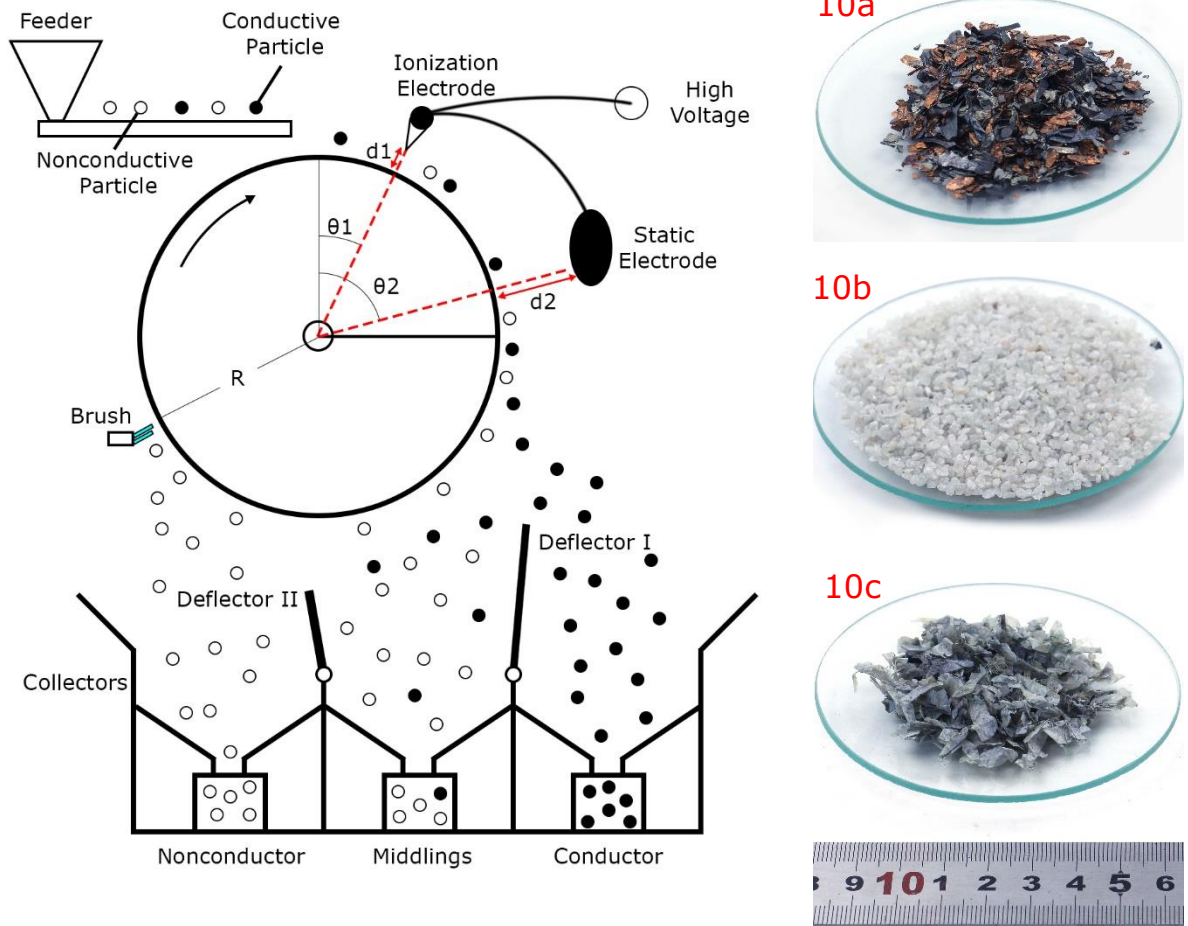 Feeder
Conductive
Particle
Nonconductive
Particle
Ionization
Electrode
High
Voltage
d1
θ1
θ2
Static
Electrode
d2
R
Brush
Deflector I
Deflector II
Collectors
Nonconductor
Middlings
Conductor
10a
10b
10c
9 10 1 2 3 4 5 6